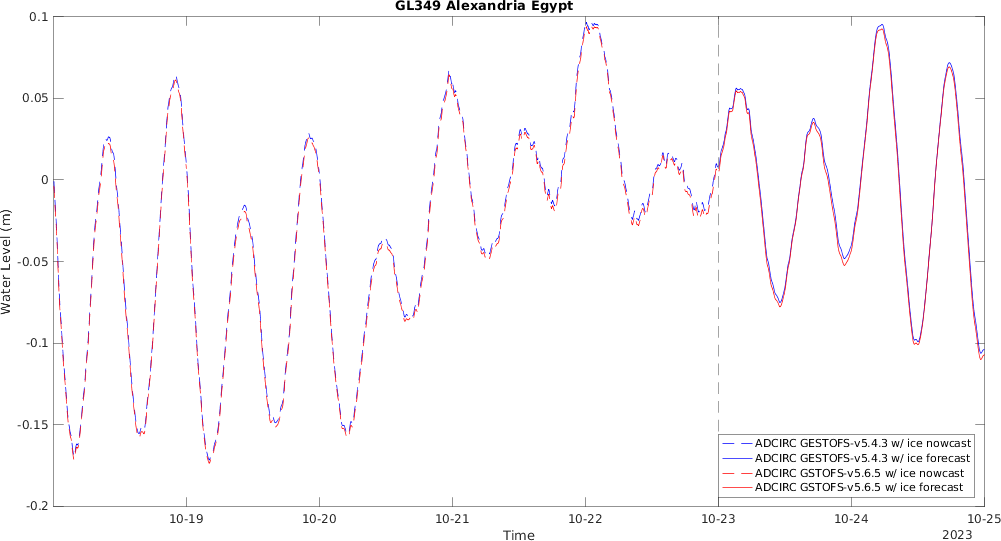 GL349 Alexandria Egypt
0.1
0.05
0
-0.05
-0.1
-0.15
-0.2
Water Level (m)
ADCIRC GESTOFS-v5.4.3 w/ ice nowcast
ADCIRC GESTOFS-v5.4.3 w/ ice forecast
ADCIRC GSTOFS-v5.6.5 w/ ice nowcast
ADCIRC GSTOFS-v5.6.5 w/ ice forecast
10-19 10-20 10-21 10-22 10-23 10-24 10-25
Time
2023